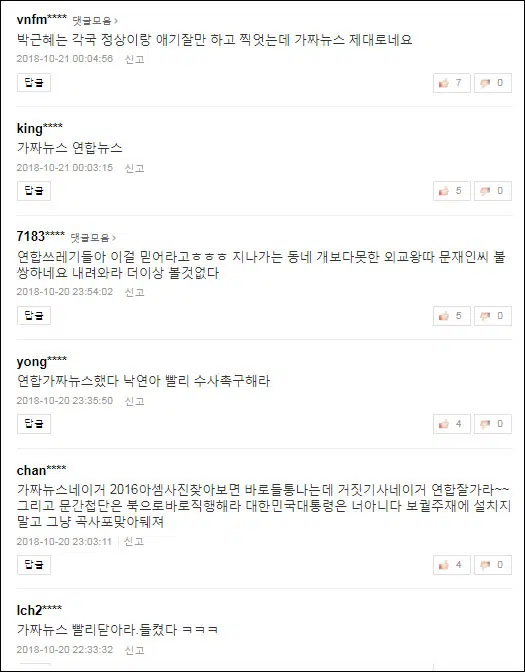 vnfm**** 댓글모음 >
박근혜는 각국 정상이랑 얘기잘만 하고 찍엇는데 가짜뉴스 제대로네요
2018-10-21 00:04:56 신고
답글 7 0
king****
가짜뉴스 연합뉴스
2018-10-21 00:03:15 신고
답글 5 0
7183**** 댓글모음 >
연합쓰레기들아 이걸 믿어라고ㅎㅎㅎ 지나가는 동네 개보다못한 외교왕따 문재인씨 불
쌍하네요 내려와라 더이상 볼것없다
2018-10-20 23:54:02 신고
답글 5 0
yong****
연합가짜뉴스했다 낙연아 빨리 수사촉구해라
2018-10-20 23:35:50 신고
답글 4 0
chan****
가짜뉴스네이거 2016아셈사진찾아보면 바로들통나는데 거짓기사네이거 연합잘가라~~
그리고 문간첩단은 북으로바로직행해라 대한민국대통령은 너아니다 보궐주재에 설치지
말고 그냥 곡사포맞아뒈져
2018-10-20 23:03:11 신고
답글 4 0
lch2****
가짜뉴스 빨리닫아라.들켰다 ㅋㅋㅋ
2018-10-20 22:33:32 신고